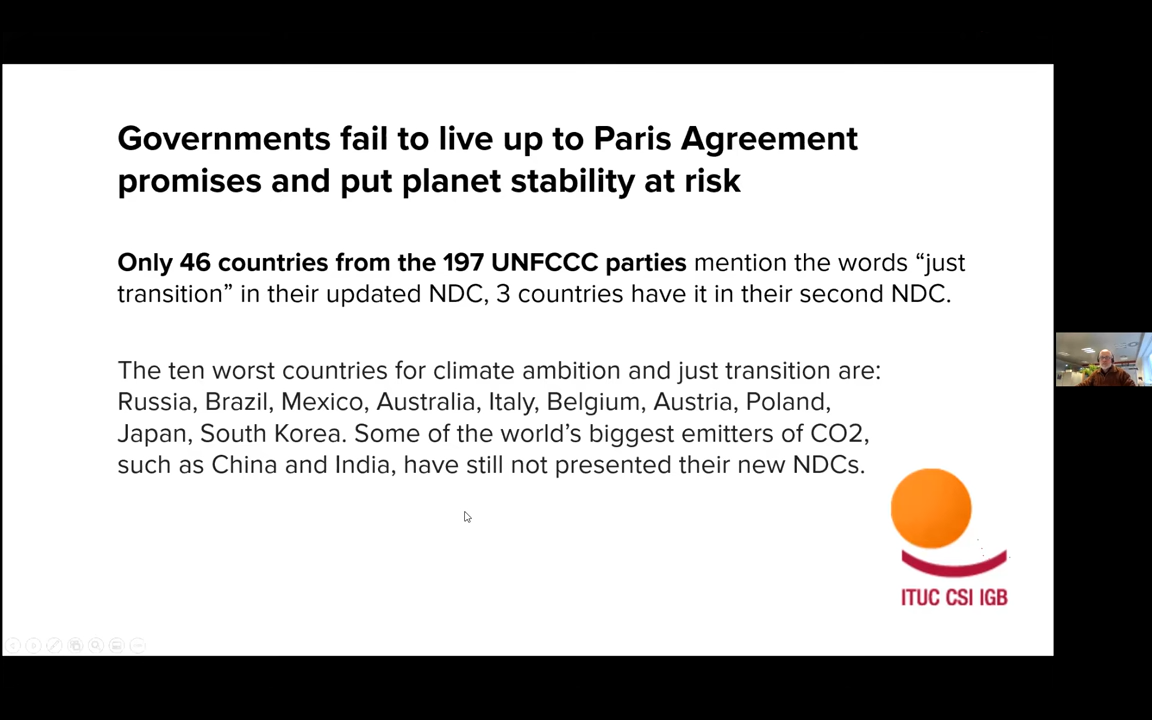 Governments fail to live up to Paris Agreement
promises and put planet stability at risk
Only 46 countries from the 197 UNFCCC parties mention the words “just
transition” in their updated NDC, 3 countries have it in their second NDC.
The ten worst countries for climate ambition and just transition are:
Russia, Brazil, Mexico, Australia, Italy, Belgium, Austria, Poland,
Japan, South Korea. Some of the world’s biggest emitters of CO2,
such as China and India, have still not presented their new NDCs.
ITUC CSI IGB